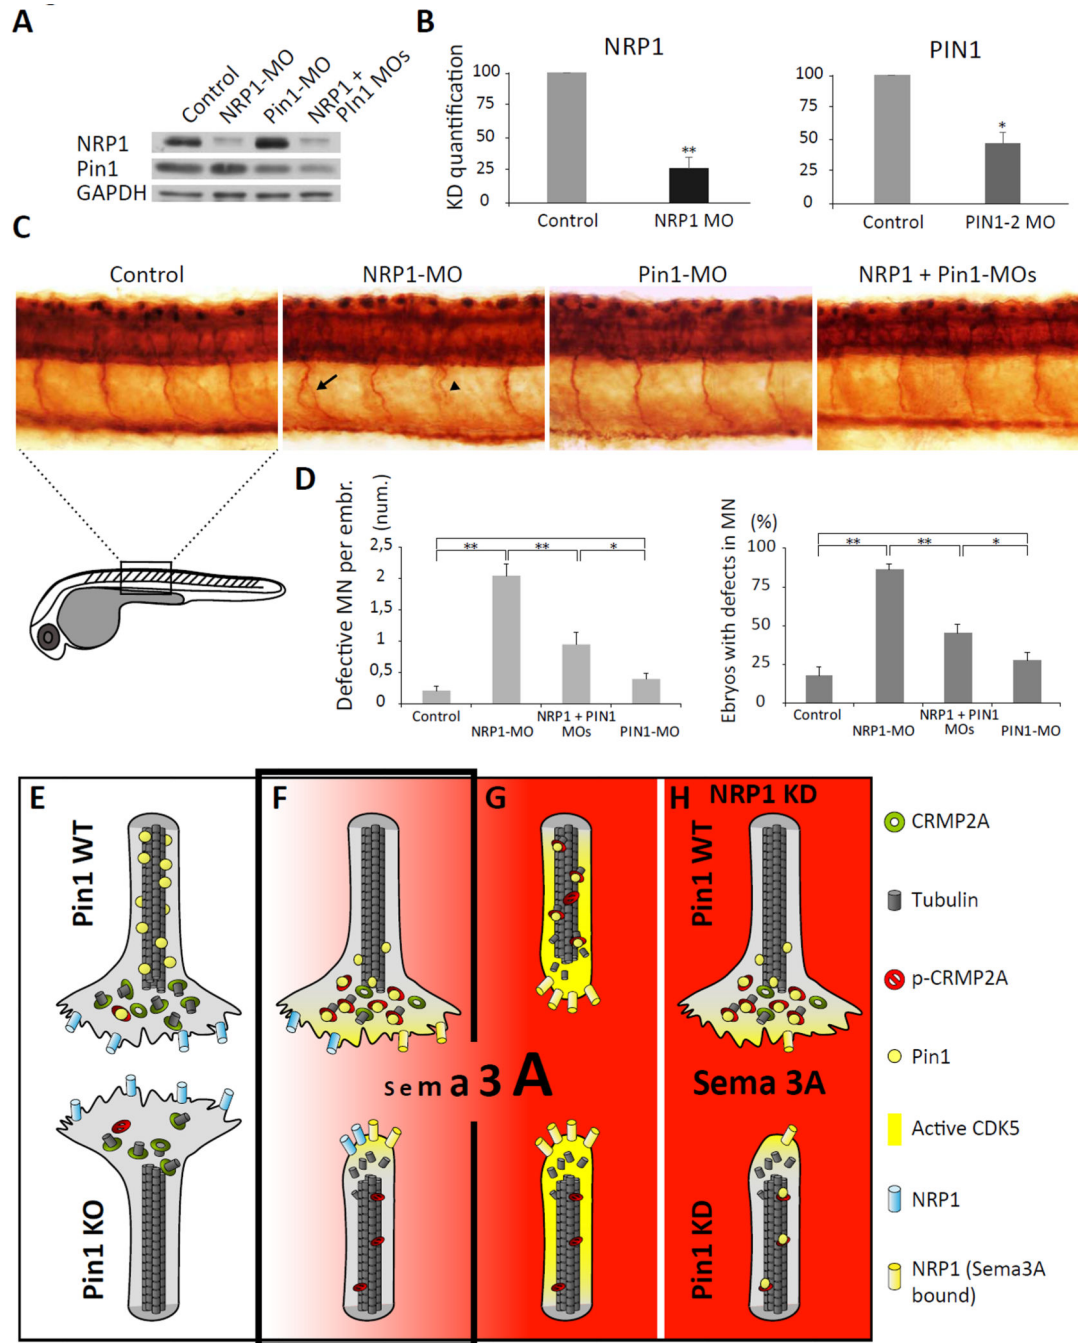 A
Control
NRP1-MO
Pin1-MO
NRP1 +
PIn1 MOs
NRP1
Pin1
GAPDH
B
NRP1
KD quantification
100
75
50
25
0
**
Control
NRP1 MO
PIN1
100
75
50
25
0
*
Control
PIN1-2 MO
C
Control
NRP1-MO
Pin1-MO
NRP1 + Pin1-MOs
D
Defective MN per embr.
(num.)
2,5
2
1
1
0,5
0
** ** *
Control
NRP1-MO
NRP1 + PIN1
MOs
PIN1-MO
Ebryos with defects in MN
(%)
100
75
50
25
0
** ** *
Control
NRP1-MO
NRP1 + PIN1
MOs
PIN1-MO
E
F
G
H
NRP1 KD
Pin1 WT
Pin1 WT
Sema3A
Sema 3A
Pin1 KO
Pin1 KD
CRMP2A
Tubulin
p-CRMP2A
Pin1
Active CDK5
NRP1
NRP1 (Sema3A
bound)